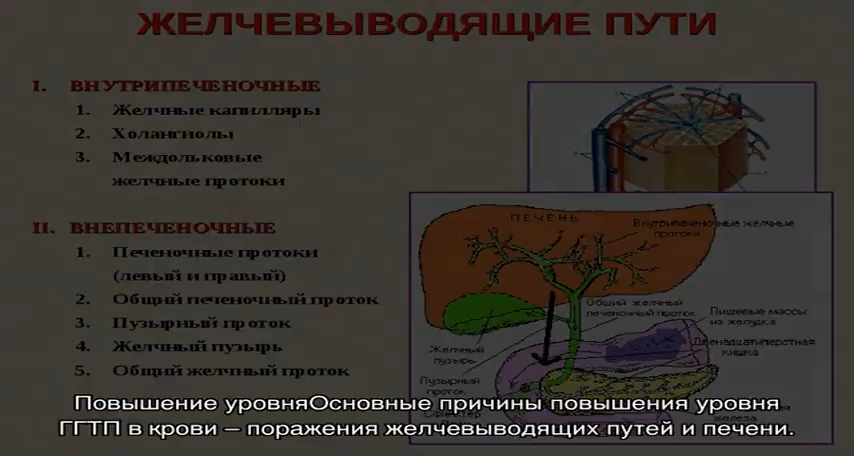 ЖЕЛЧЕВЫВОДЯЩИЕ ПУТИ
I. ВНУТРИПЕЧЕНОЧНЫЕ
1. Желчные капилляры
2. Холангиолы
3. Междольковые
желчные протоки
II. ВНЕПЕЧЕНОЧНЫЕ
1. Печеночные протоки
(левый и правый)
2. Общий печеночный проток
3. Пузырный проток
4. Желчный пузырь
5. Общий желчный проток
ПЕЧЕНЬ
Внутрипеченочные желчные
протоки
Общий желчный
печеночный проток
Пищевые массы
из желудка
Двенадцатиперстная
кишка
Желчный
пузырь
Пузырный
проток
Повышение уровняОсновные причины повышения уровня
ГГТП в крови – поражения желчевыводящих путей и печени.